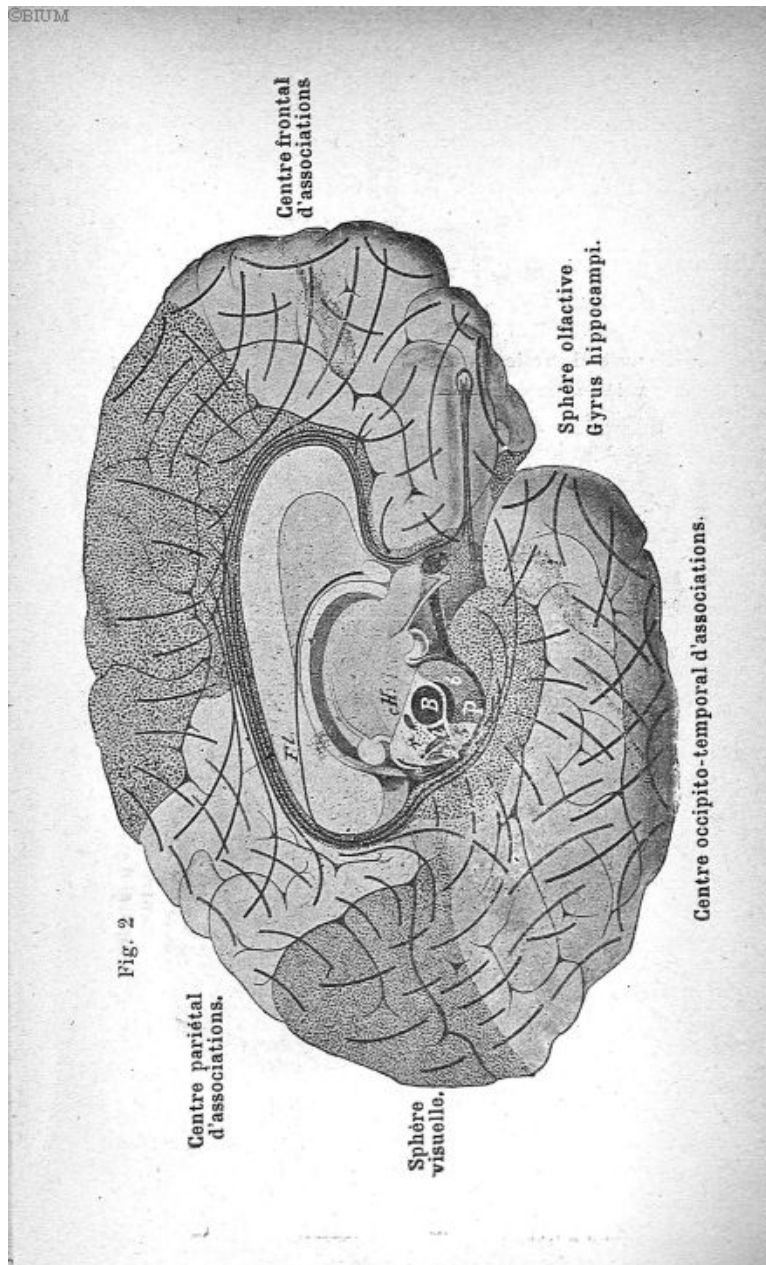 ©BIUM
Fig. 2
Centre pariétal
d'associations.
Centre frontal
d'associations
Sphère
visuelle.
Sphère olfactive.
Gyrus hippocampi.
Centre occipito-temporal d'associations.
B